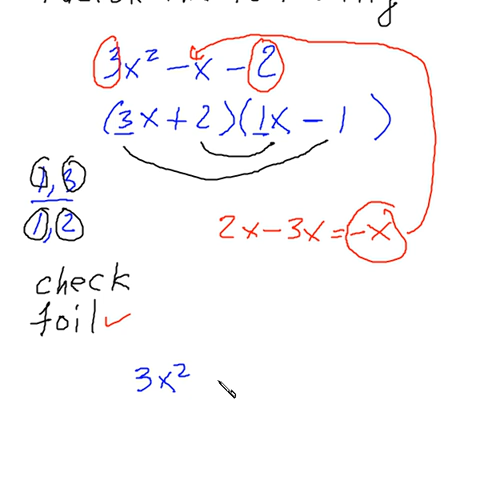 3x² - x - 2
(3x + 2)(1x - 1)
1, 3
1, 2
2x - 3x = -x
check
foil ✓
3x²